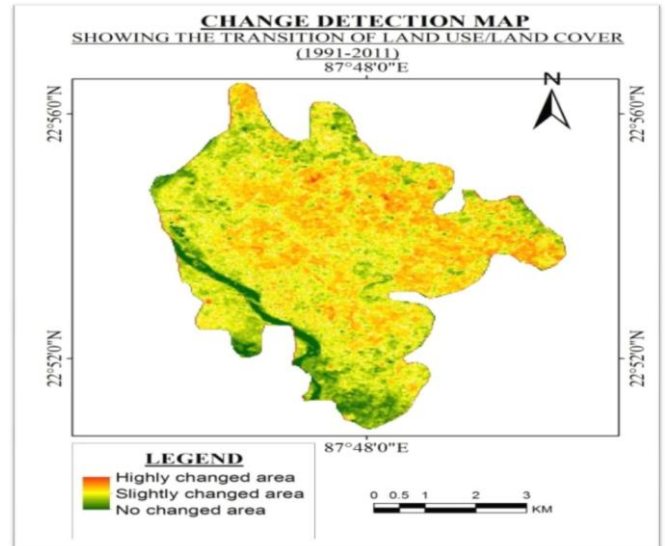 CHANGE DETECTION MAP
SHOWING THE TRANSITION OF LAND USE/LAND COVER
(1991-2011)
87°48'0"E
N
22°56'0"N
22°56'0"N
22°52'0"N
22°52'0"N
87°48'0"E
LEGEND
Highly changed area
Slightly changed area
No changed area
0 0.5 1 2 3
KM